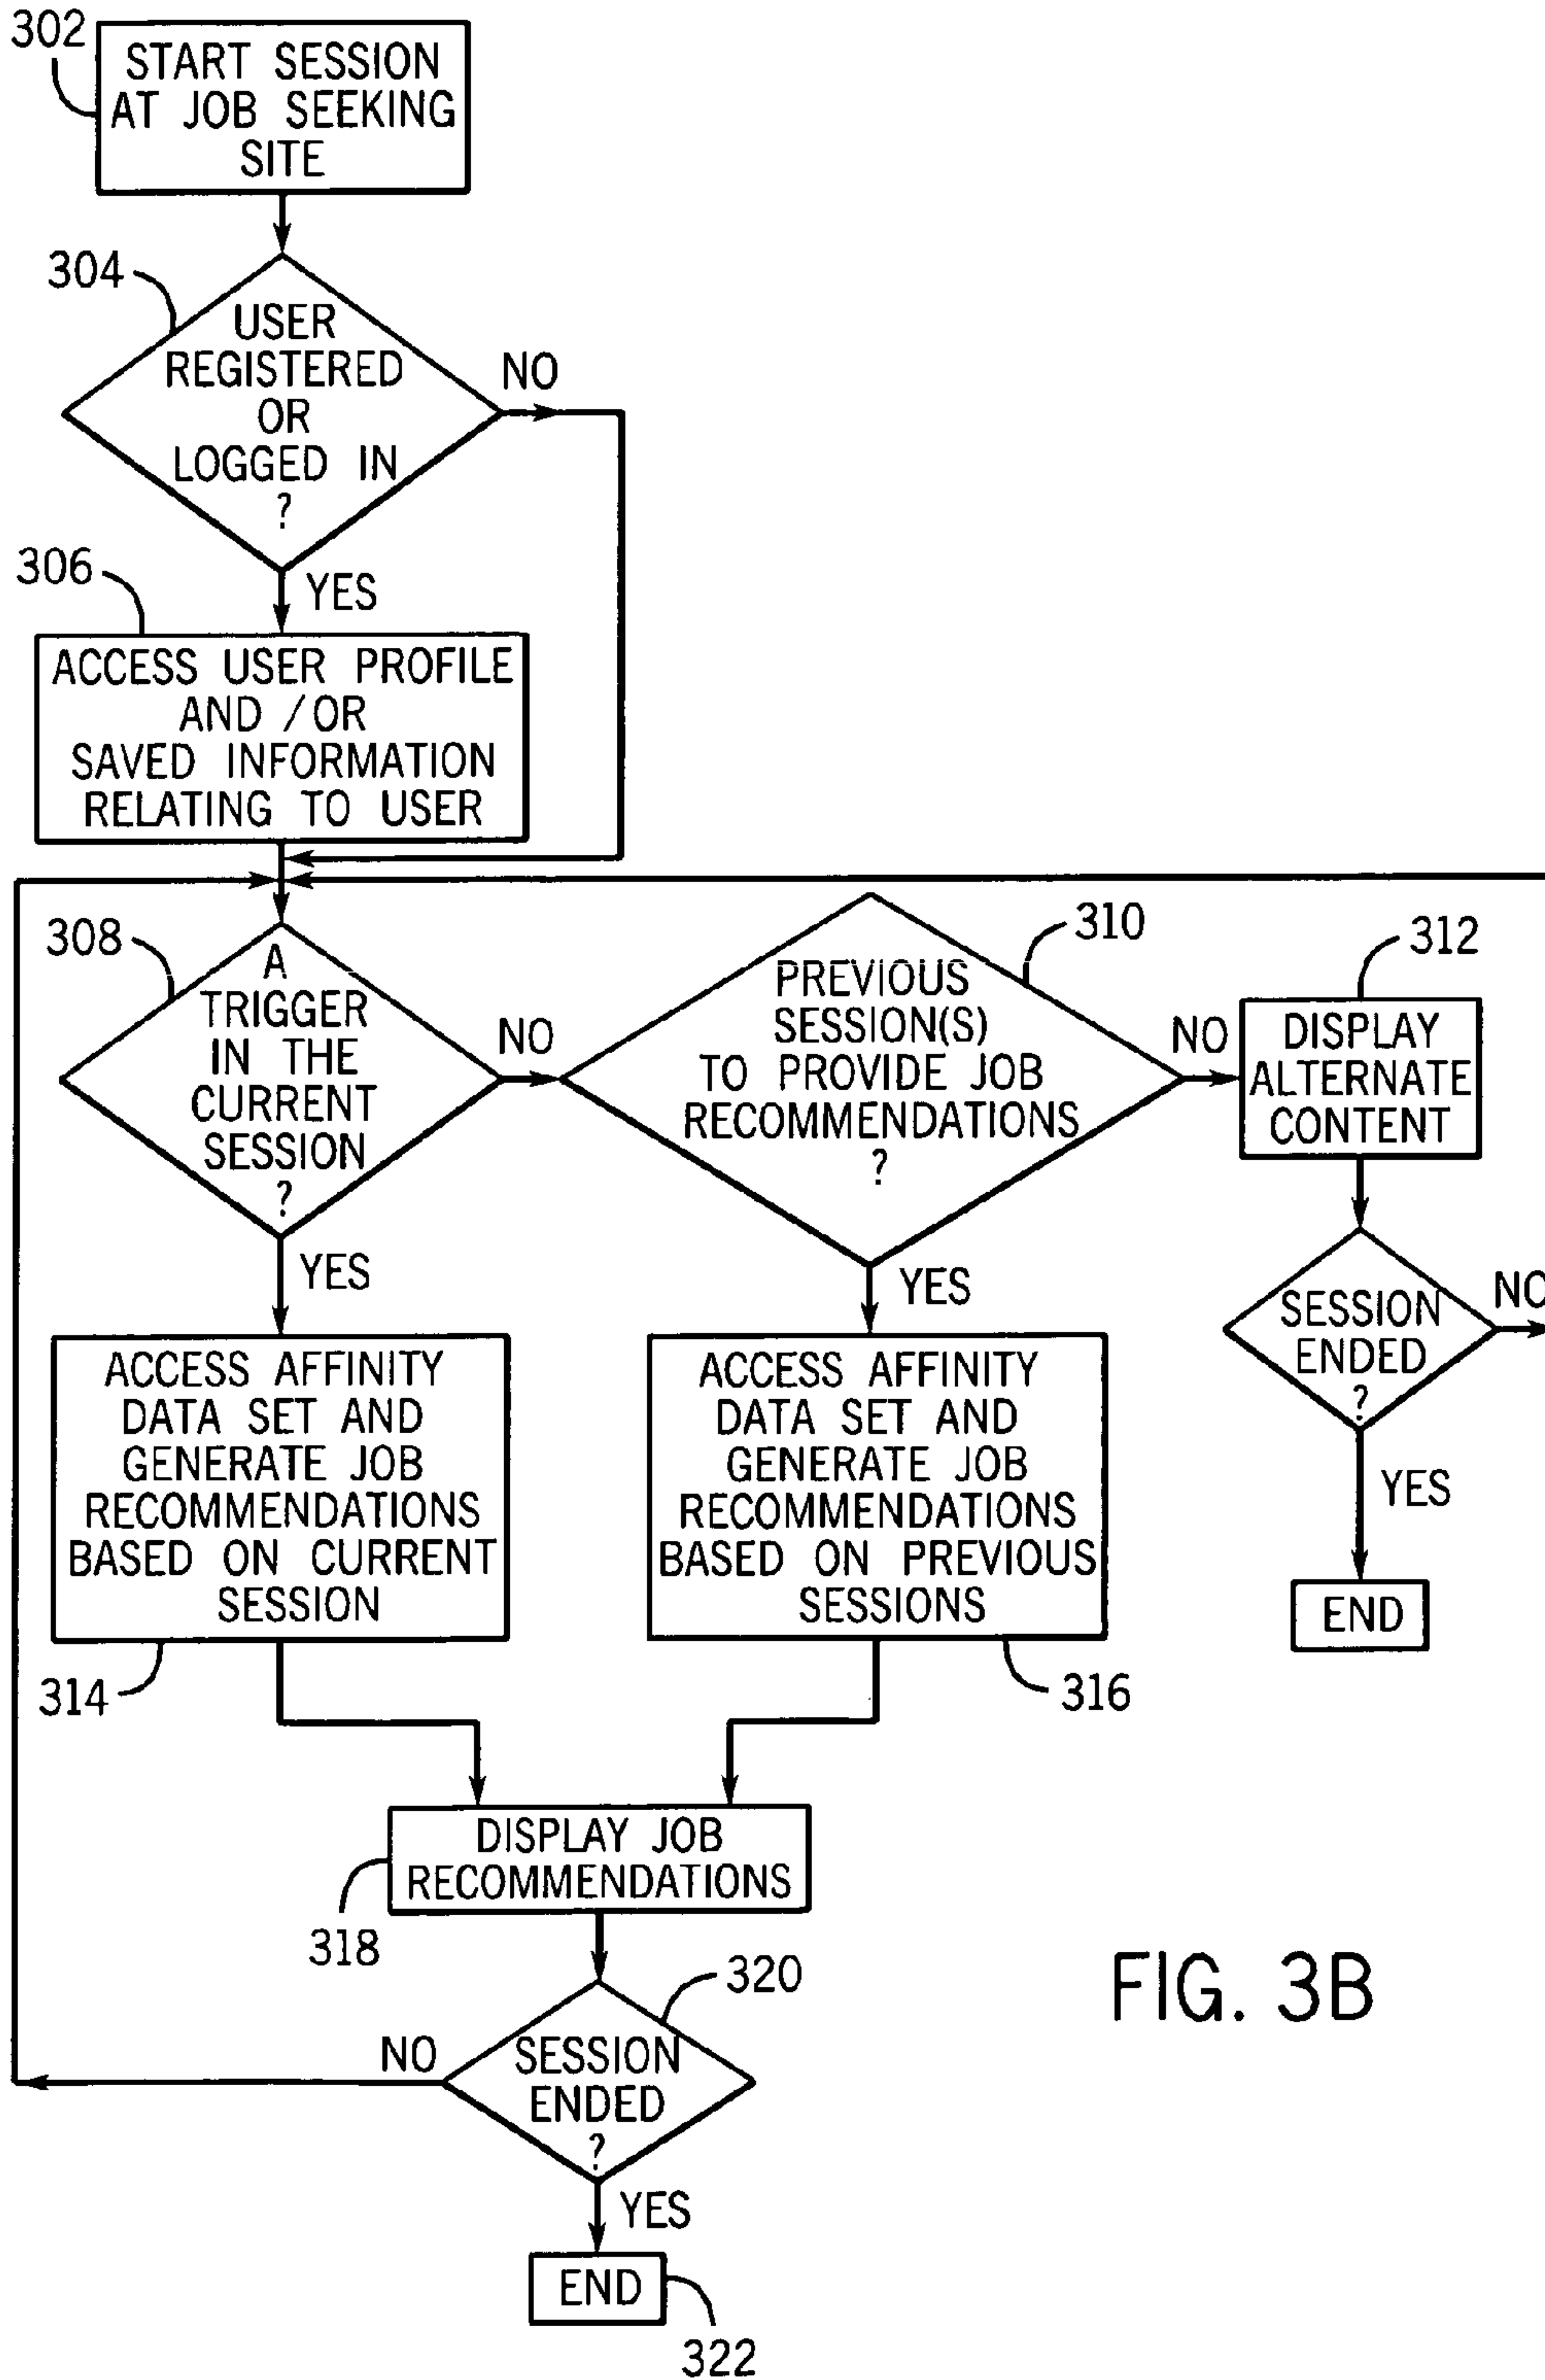 302
START SESSION
AT JOB SEEKING
SITE
304
USER
REGISTERED
OR
LOGGED IN
?
NO
YES
306
ACCESS USER PROFILE
AND /OR
SAVED INFORMATION
RELATING TO USER
308
A
TRIGGER
IN THE
CURRENT
SESSION
?
NO
YES
310
PREVIOUS
SESSION(S)
TO PROVIDE JOB
RECOMMENDATIONS
?
NO
YES
312
DISPLAY
ALTERNATE
CONTENT
SESSION
ENDED
?
NO
YES
END
ACCESS AFFINITY
DATA SET AND
GENERATE JOB
RECOMMENDATIONS
BASED ON CURRENT
SESSION
314
ACCESS AFFINITY
DATA SET AND
GENERATE JOB
RECOMMENDATIONS
BASED ON PREVIOUS
SESSIONS
316
DISPLAY JOB
RECOMMENDATIONS
318
320
SESSION
ENDED
?
NO
YES
END
322
FIG. 3B